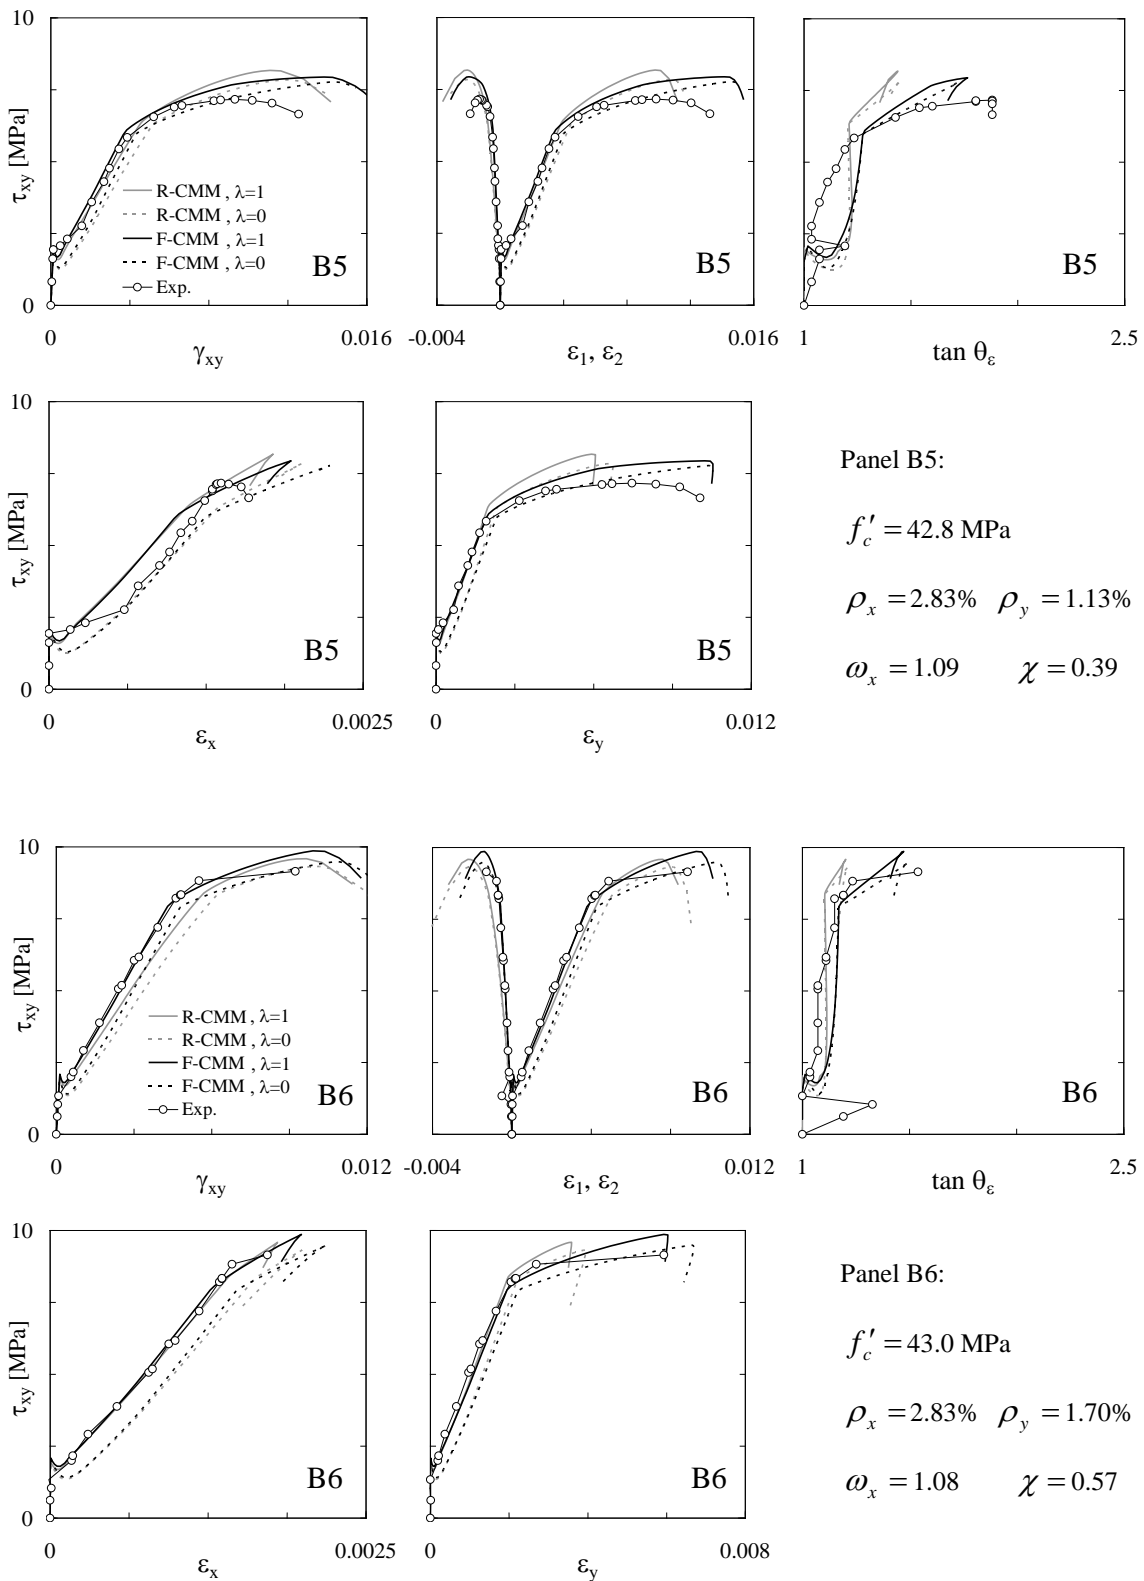 10
τxy [MPa]
R-CMM , λ=1
R-CMM , λ=0
F-CMM , λ=1
F-CMM , λ=0
Exp.
B5
0
0
0.016
γxy
B5
-0.004
0.016
ε1, ε2
B5
1
2.5
tan θε
10
τxy [MPa]
B5
0
0
0.0025
εx
B5
0
0.012
εy
Panel B5:
f′c = 42.8 MPa
ρx = 2.83% ρy = 1.13%
ωx = 1.09 χ = 0.39
10
τxy [MPa]
R-CMM , λ=1
R-CMM , λ=0
F-CMM , λ=1
F-CMM , λ=0
Exp.
B6
0
0
0.012
γxy
B6
-0.004
0.012
ε1, ε2
B6
1
2.5
tan θε
10
τxy [MPa]
B6
0
0
0.0025
εx
B6
0
0.008
εy
Panel B6:
f′c = 43.0 MPa
ρx = 2.83% ρy = 1.70%
ωx = 1.08 χ = 0.57